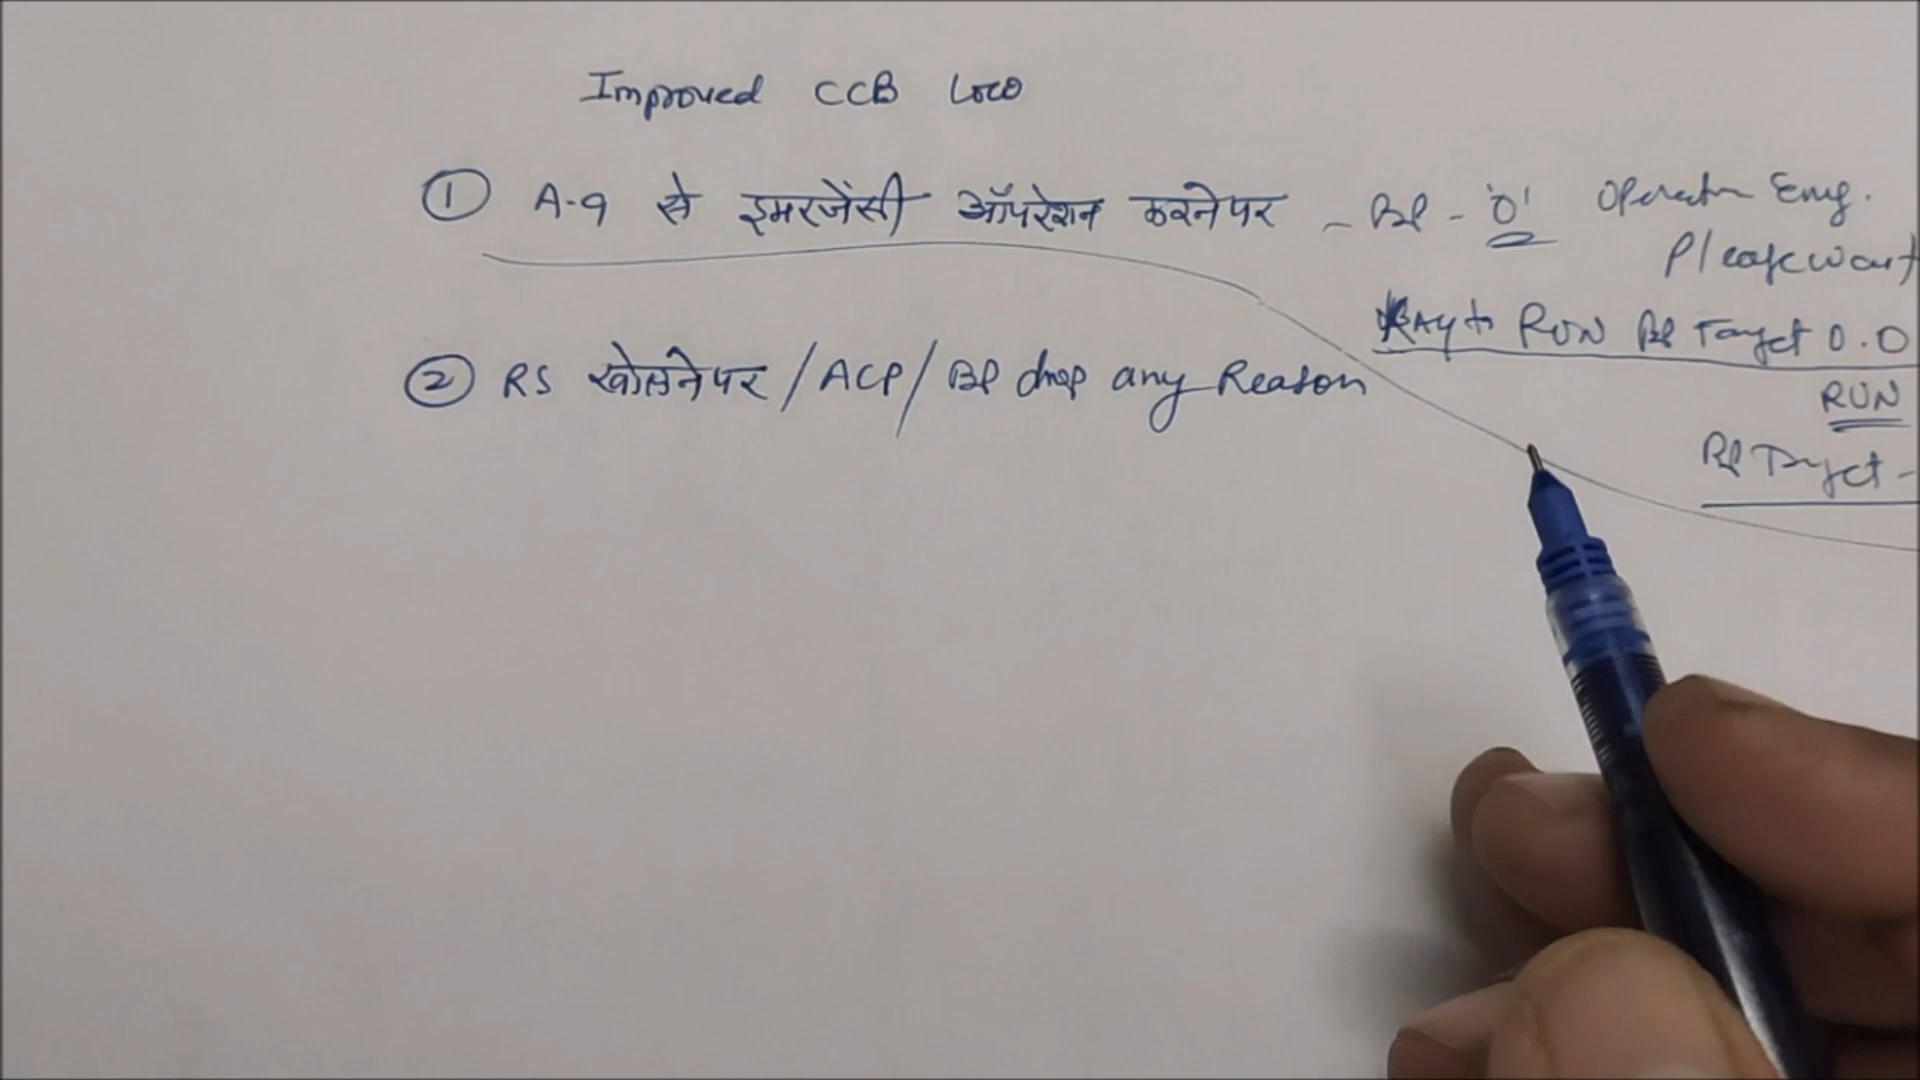 Improved CCB Loco
① A-9 से इमरजेंसी ऑपरेशन करने पर - BP - '0' Operator Emg.
Please wait
to RUN BP Target 0.0
RUN
BP Target -
② RS खोलने पर / ACP / BP drop any Reason